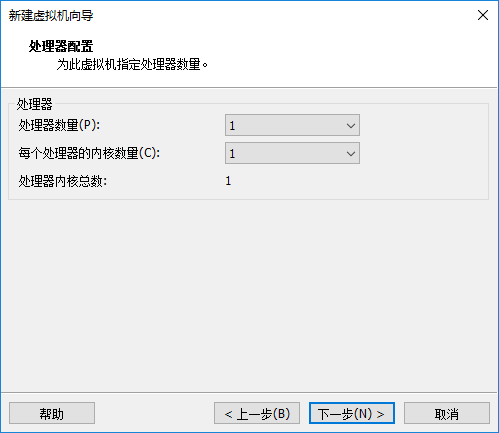 新建虚拟机向导
处理器配置
为此虚拟机指定处理器数量。
处理器
处理器数量(P): 1
每个处理器的内核数量(C): 1
处理器内核总数: 1
帮助 < 上一步(B) 下一步(N) > 取消